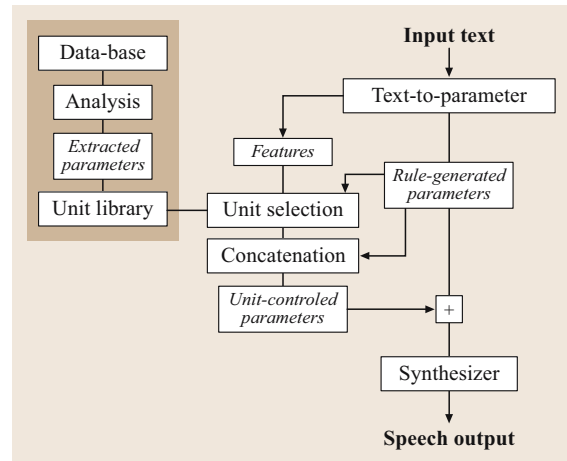 Input text
Data-base
Text-to-parameter
Analysis
Extracted
parameters
Features
Rule-generated
parameters
Unit library
Unit selection
Concatenation
Unit-controled
parameters
+
Synthesizer
Speech output